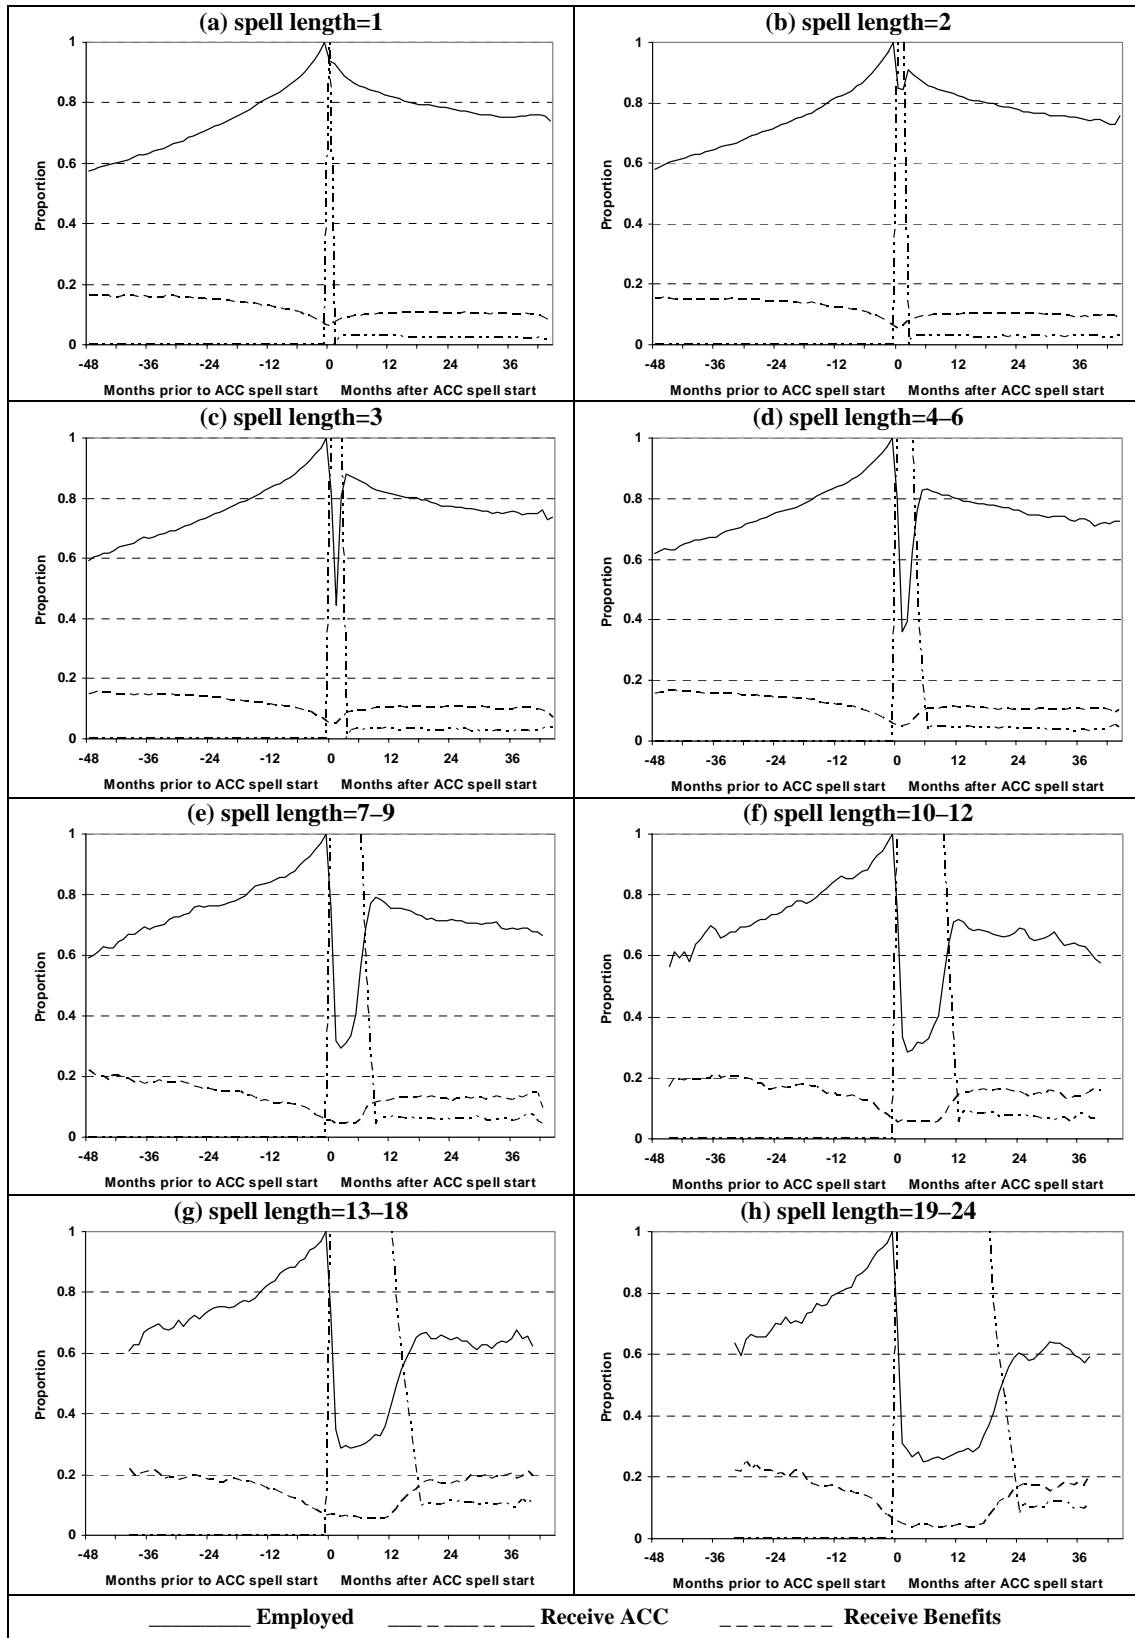 (a) spell length=1
1
0.8
0.6
0.4
0.2
0
Proportion
-48 -36 -24 -12 0 12 24 36
Months prior to ACC spell start Months after ACC spell start
(b) spell length=2
1
0.8
0.6
0.4
0.2
0
Proportion
-48 -36 -24 -12 0 12 24 36
Months prior to ACC spell start Months after ACC spell start
(c) spell length=3
1
0.8
0.6
0.4
0.2
0
Proportion
-48 -36 -24 -12 0 12 24 36
Months prior to ACC spell start Months after ACC spell start
(d) spell length=4–6
1
0.8
0.6
0.4
0.2
0
Proportion
-48 -36 -24 -12 0 12 24 36
Months prior to ACC spell start Months after ACC spell start
(e) spell length=7–9
1
0.8
0.6
0.4
0.2
0
Proportion
-48 -36 -24 -12 0 12 24 36
Months prior to ACC spell start Months after ACC spell start
(f) spell length=10–12
1
0.8
0.6
0.4
0.2
0
Proportion
-48 -36 -24 -12 0 12 24 36
Months prior to ACC spell start Months after ACC spell start
(g) spell length=13–18
1
0.8
0.6
0.4
0.2
0
Proportion
-48 -36 -24 -12 0 12 24 36
Months prior to ACC spell start Months after ACC spell start
(h) spell length=19–24
1
0.8
0.6
0.4
0.2
0
Proportion
-48 -36 -24 -12 0 12 24 36
Months prior to ACC spell start Months after ACC spell start
Employed Receive ACC Receive Benefits